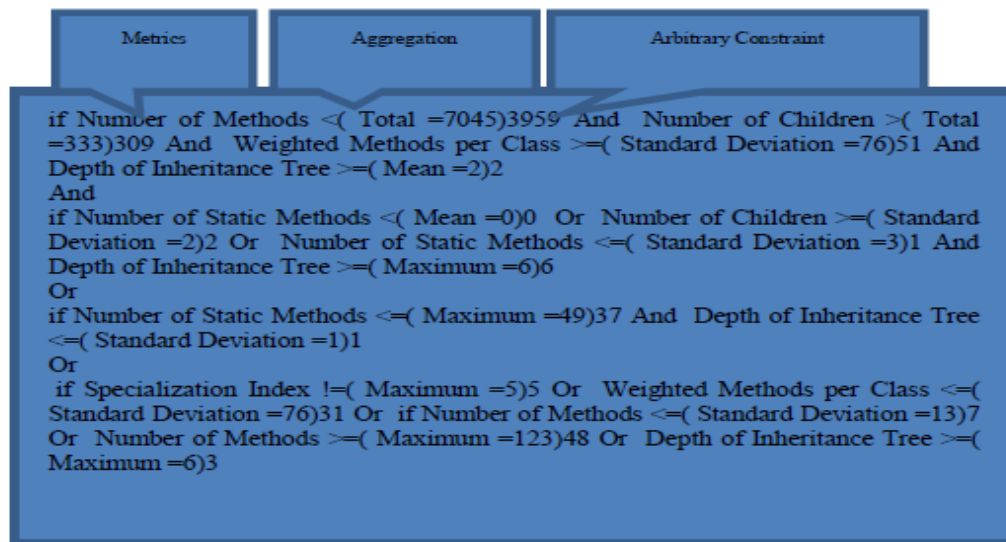 Metrics
Aggregation
Arbitrary Constraint
if Number of Methods <( Total =7045)3959 And Number of Children >( Total
=333)309 And Weighted Methods per Class >=( Standard Deviation =76)51 And
Depth of Inheritance Tree >=( Mean =2)2
And
if Number of Static Methods <( Mean =0)0 Or Number of Children >=( Standard
Deviation =2)2 Or Number of Static Methods <=( Standard Deviation =3)1 And
Depth of Inheritance Tree >=( Maximum =6)6
Or
if Number of Static Methods <=( Maximum =49)37 And Depth of Inheritance Tree
<=( Standard Deviation =1)1
Or
if Specialization Index !=( Maximum =5)5 Or Weighted Methods per Class <=(
Standard Deviation =76)31 Or if Number of Methods <=( Standard Deviation =13)7
Or Number of Methods >=( Maximum =123)48 Or Depth of Inheritance Tree >=(
Maximum =6)3